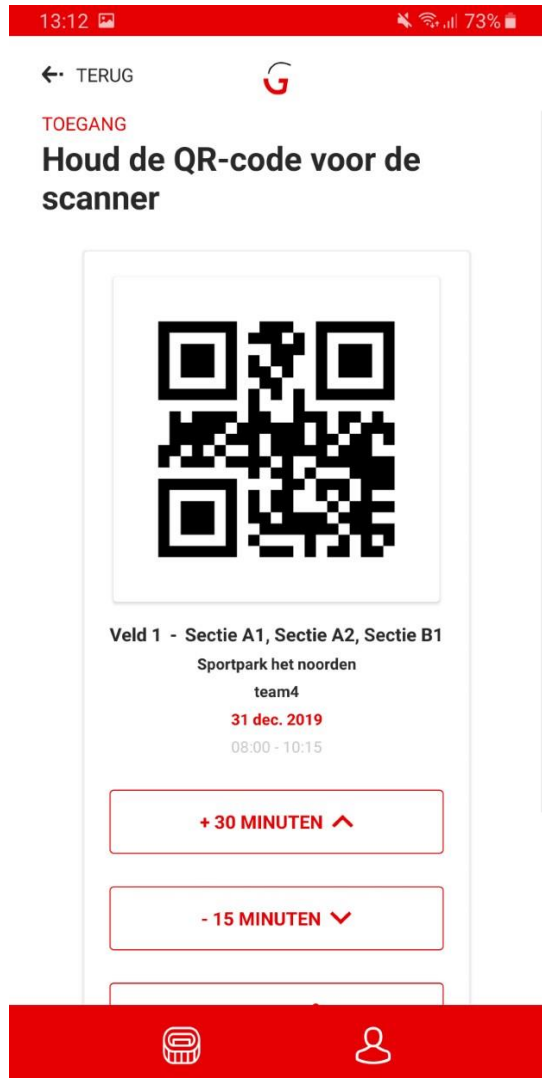 13:12 73%
TERUG
TOEGANG
Houd de QR-code voor de
scanner
Veld 1 - Sectie A1, Sectie A2, Sectie B1
Sportpark het noorden
team4
31 dec. 2019
08:00 - 10:15
+ 30 MINUTEN
- 15 MINUTEN